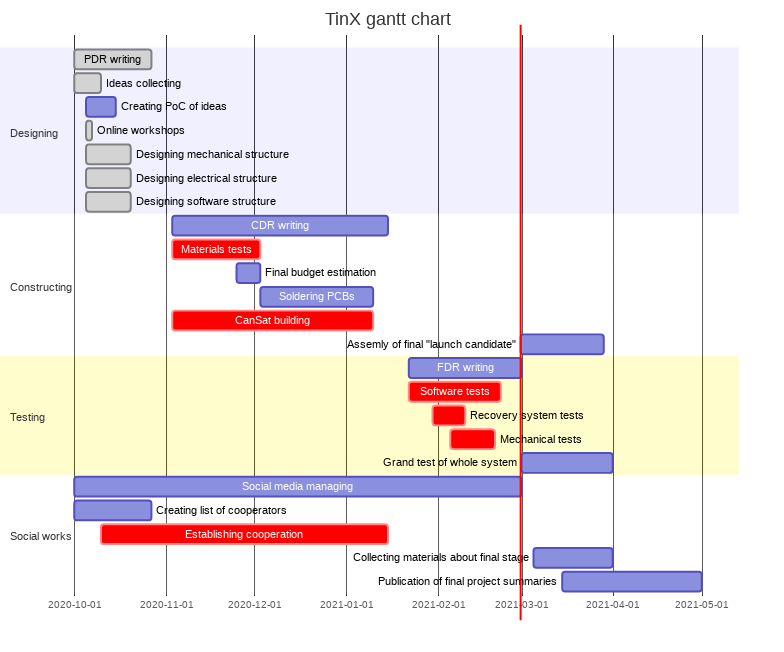 TinX gantt chart
PDR writing
Ideas collecting
Creating PoC of ideas
Online workshops
Designing
Designing mechanical structure
Designing electrical structure
Designing software structure
CDR writing
Materials tests
Final budget estimation
Constructing
Soldering PCBs
CanSat building
Assemly of final "launch candidate"
FDR writing
Software tests
Testing
Recovery system tests
Mechanical tests
Grand test of whole system
Social media managing
Creating list of cooperators
Social works
Establishing cooperation
Collecting materials about final stage
Publication of final project summaries
2020-10-01 2020-11-01 2020-12-01 2021-01-01 2021-02-01 2021-03-01 2021-04-01 2021-05-01